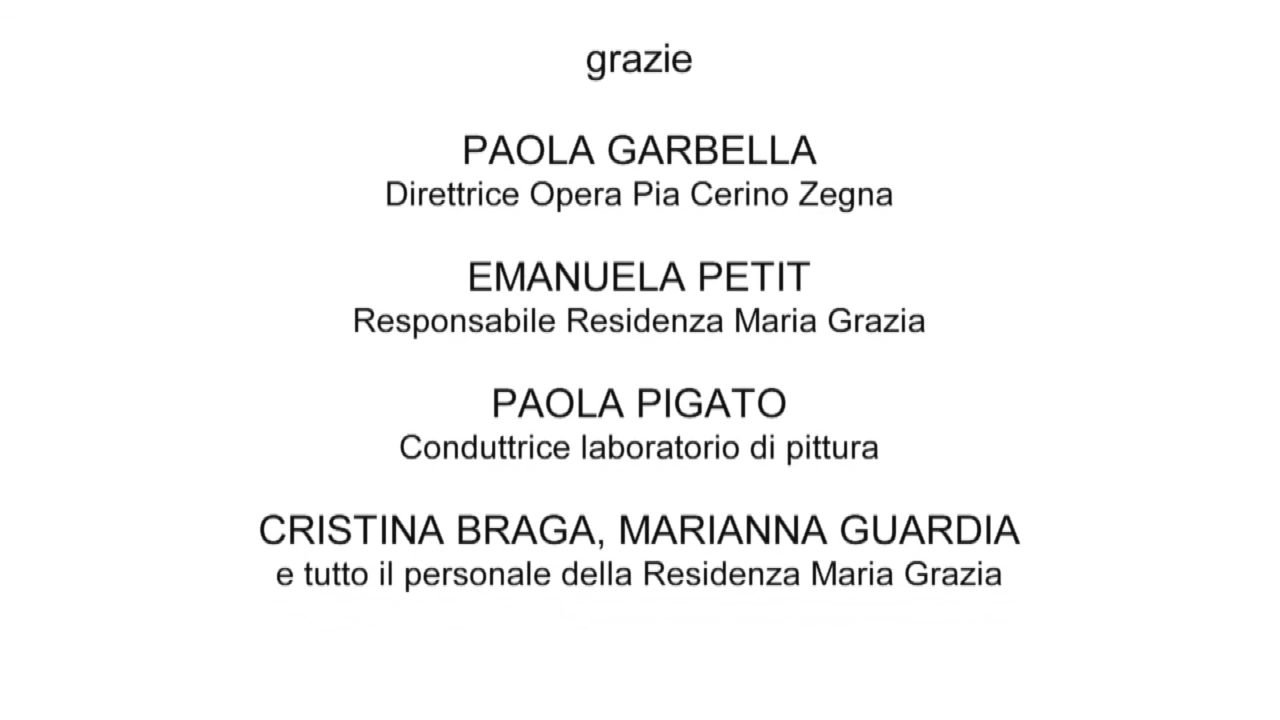 grazie
PAOLA GARBELLA
Direttrice Opera Pia Cerino Zegna
EMANUELA PETIT
Responsabile Residenza Maria Grazia
PAOLA PIGATO
Conduttrice laboratorio di pittura
CRISTINA BRAGA, MARIANNA GUARDIA
e tutto il personale della Residenza Maria Grazia